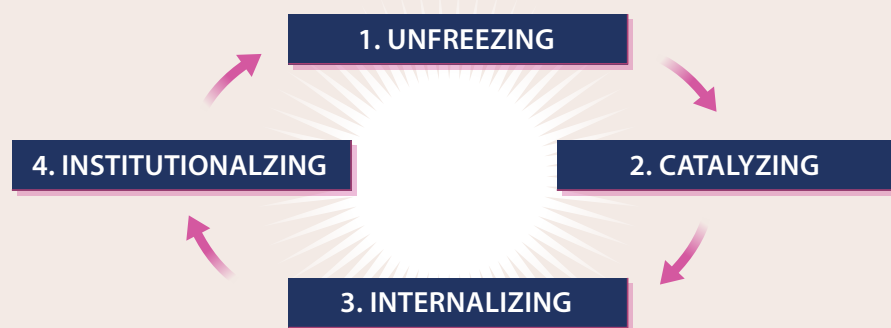 1. UNFREEZING
2. CATALYZING
3. INTERNALIZING
4. INSTITUTIONALZING